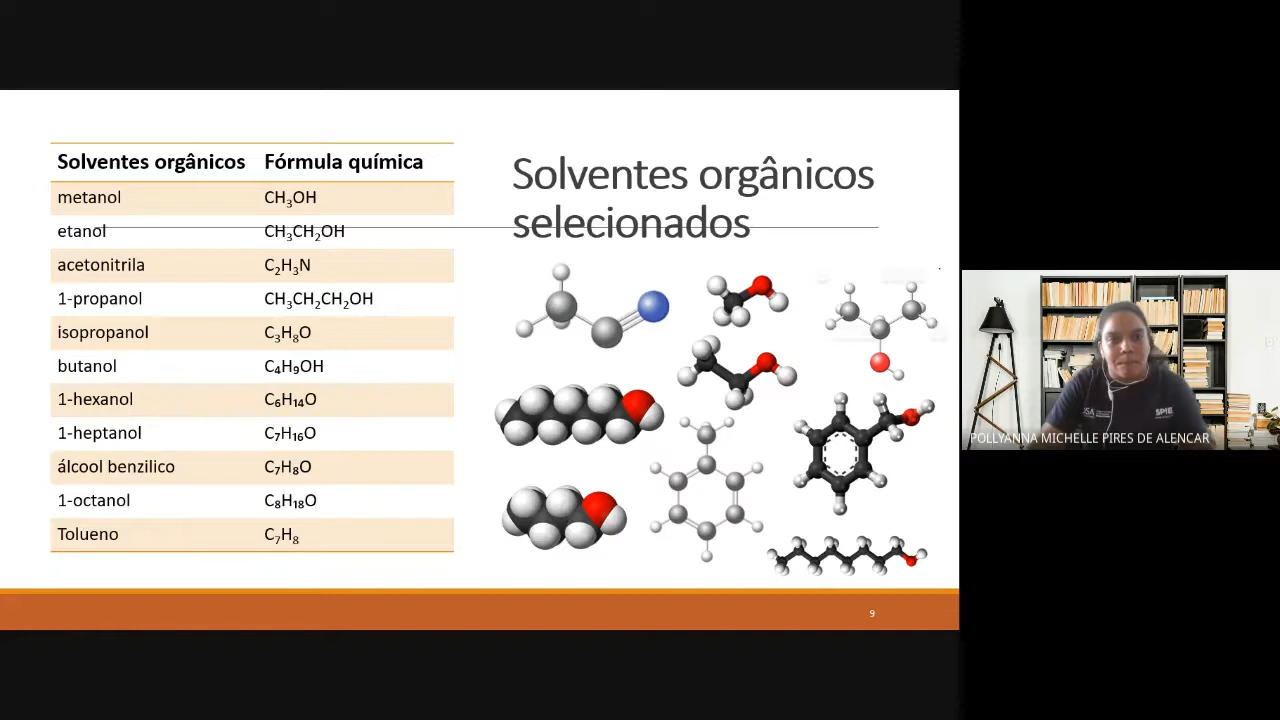 Solventes orgânicos Fórmula química
metanol CH₃OH
etanol CH₃CH₂OH
acetonitrila C₂H₃N
1-propanol CH₃CH₂CH₂OH
isopropanol C₃H₈O
butanol C₄H₉OH
1-hexanol C₆H₁₄O
1-heptanol C₇H₁₆O
álcool benzilico C₇H₈O
1-octanol C₈H₁₈O
Tolueno C₇H₈
Solventes orgânicos
selecionados
9
SPIE
POLLYANNA MICHELLE PIRES DE ALENCAR